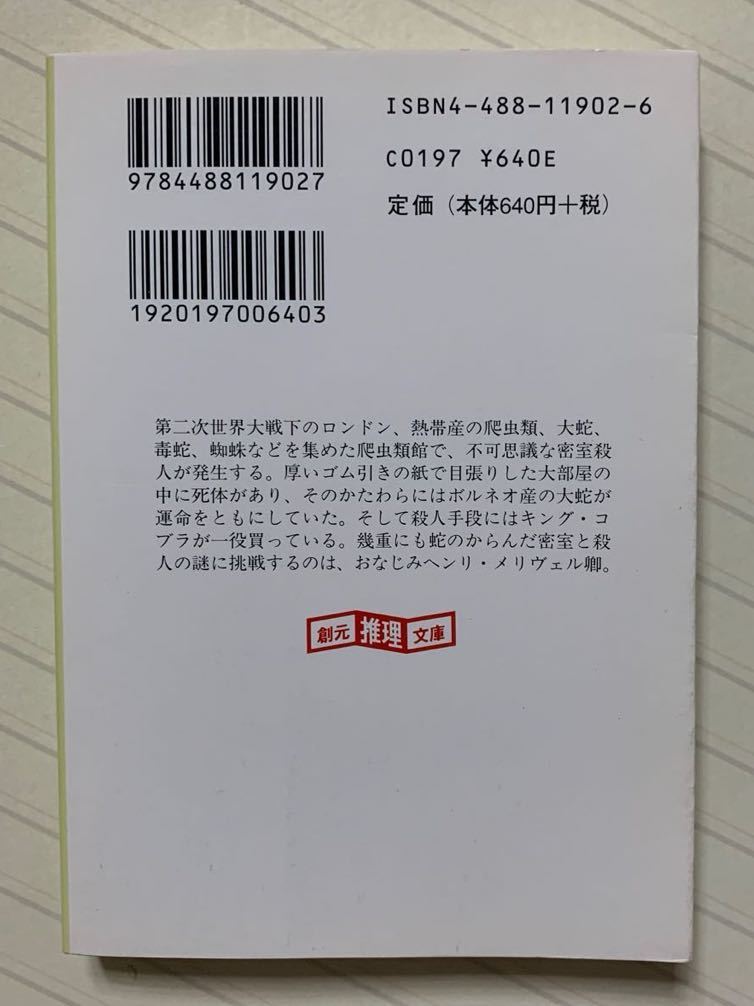 9784488119027
1920197006403
ISBN4-488-11902-6
C0197 ¥640E
定価（本体640円＋税）
第二次世界大戦下のロンドン、熱帯産の爬虫類、大蛇、
毒蛇、蜘蛛などを集めた爬虫類館で、不可思議な密室殺
人が発生する。厚いゴム引きの紙で目張りした大部屋の
中に死体があり、そのかたわらにはボルネオ産の大蛇が
運命をともにしていた。そして殺人手段にはキング・コ
ブラが一役買っている。幾重にも蛇のからんだ密室と殺
人の謎に挑戦するのは、おなじみヘンリ・メリヴェル卿。
創元推理文庫